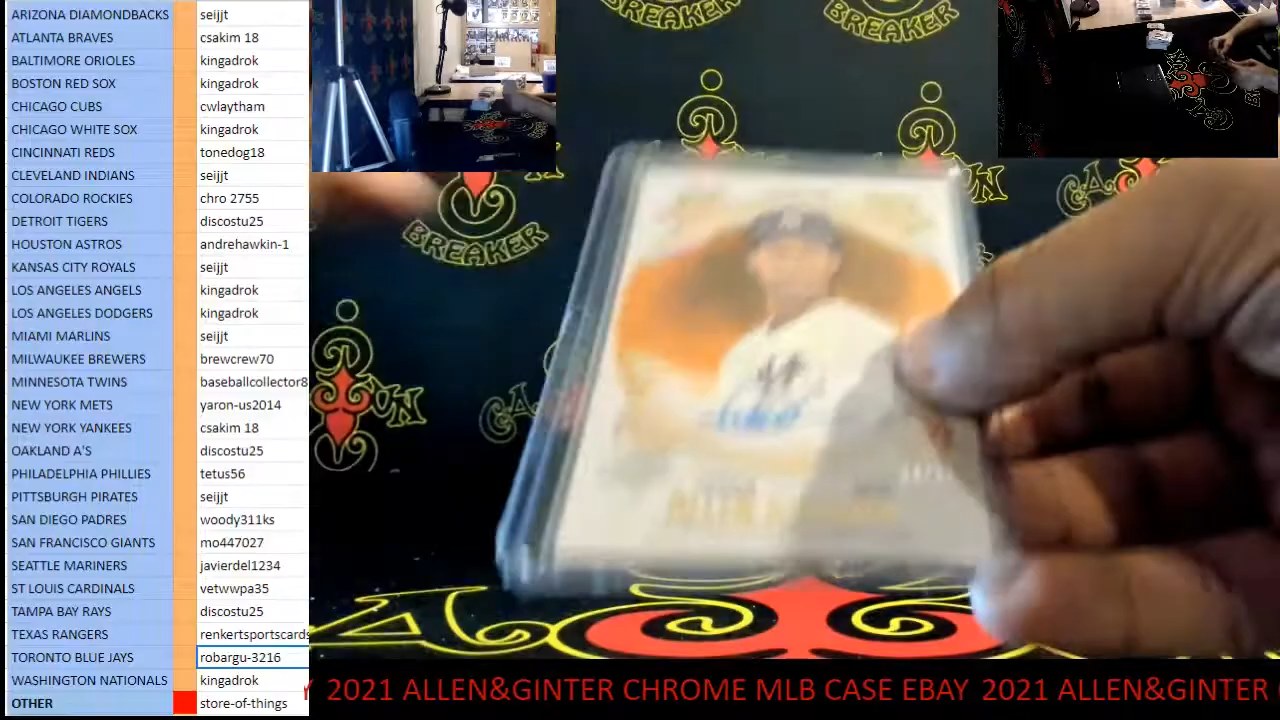 ARIZONA DIAMONDBACKS seijjt
ATLANTA BRAVES csakim 18
BALTIMORE ORIOLES kingadrok
BOSTON RED SOX kingadrok
CHICAGO CUBS cwlaytham
CHICAGO WHITE SOX kingadrok
CINCINNATI REDS tonedog18
CLEVELAND INDIANS seijjt
COLORADO ROCKIES chro 2755
DETROIT TIGERS discostu25
HOUSTON ASTROS andrehawkin-1
KANSAS CITY ROYALS seijjt
LOS ANGELES ANGELS kingadrok
LOS ANGELES DODGERS kingadrok
MIAMI MARLINS seijjt
MILWAUKEE BREWERS brewcrew70
MINNESOTA TWINS baseballcollector8
NEW YORK METS yaron-us2014
NEW YORK YANKEES csakim 18
OAKLAND A'S discostu25
PHILADELPHIA PHILLIES tetus56
PITTSBURGH PIRATES seijjt
SAN DIEGO PADRES woody311ks
SAN FRANCISCO GIANTS mo447027
SEATTLE MARINERS javierdel1234
ST LOUIS CARDINALS vetwwpa35
TAMPA BAY RAYS discostu25
TEXAS RANGERS renkertsportscards
TORONTO BLUE JAYS robargu-3216
WASHINGTON NATIONALS kingadrok
OTHER store-of-things
BREAKER
BREAKER
BREAKER
ALLEN
Y 2021 ALLEN&GINTER CHROME MLB CASE EBAY 2021 ALLEN&GINTER